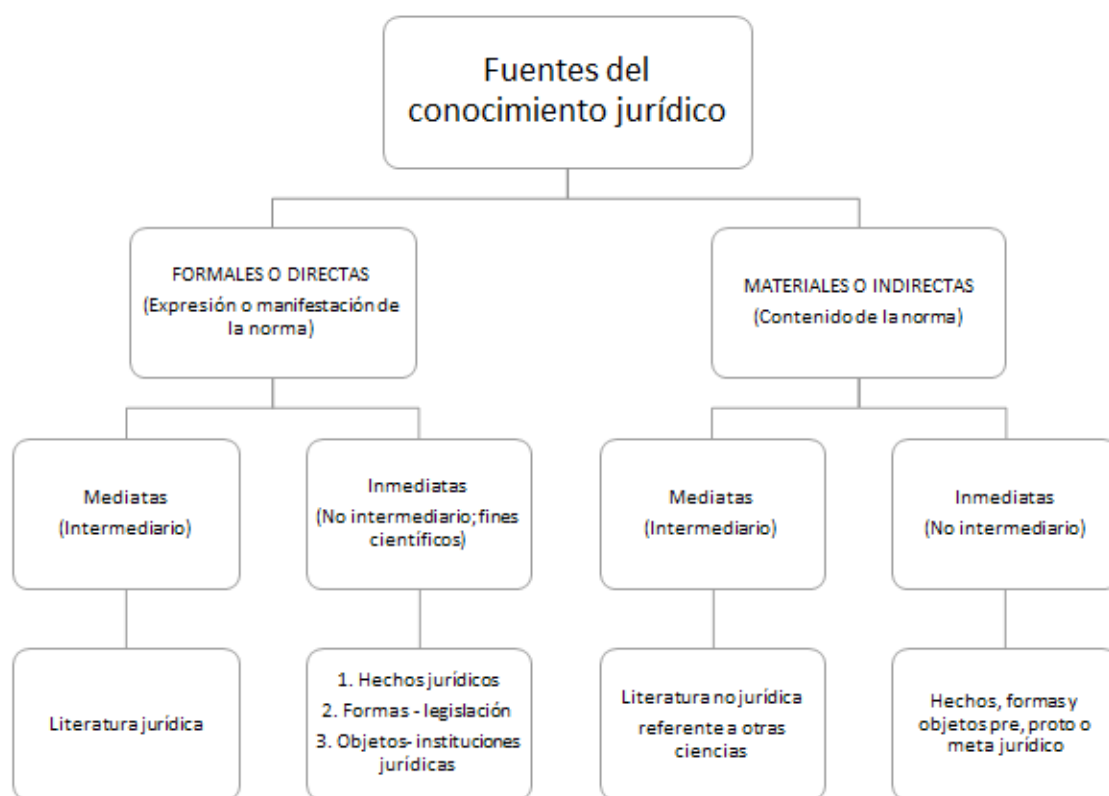 Fuentes del
conocimiento jurídico
FORMALES O DIRECTAS
(Expresión o manifestación de
la norma)
MATERIALES O INDIRECTAS
(Contenido de la norma)
Mediatas
(Intermediario)
Inmediatas
(No intermediario; fines
científicos)
Mediatas
(Intermediario)
Inmediatas
(No intermediario)
Literatura jurídica
1. Hechos jurídicos
2. Formas - legislación
3. Objetos- instituciones
jurídicas
Literatura no jurídica
referente a otras
ciencias
Hechos, formas y
objetos pre, proto o
meta jurídico